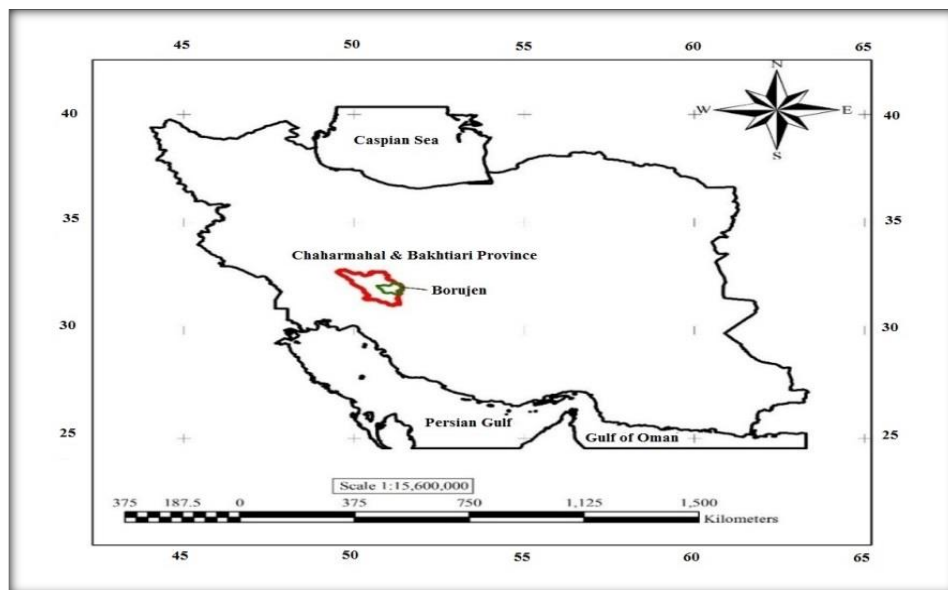 45 50 55 60 65
N
W E
S
40 40
Caspian Sea
35 35
Chaharmahal & Bakhtiari Province
Borujen
30 30
Persian Gulf
25 25
Gulf of Oman
Scale 1:15,600,000
375 187.5 0 375 750 1,125 1,500
Kilometers
45 50 55 60 65